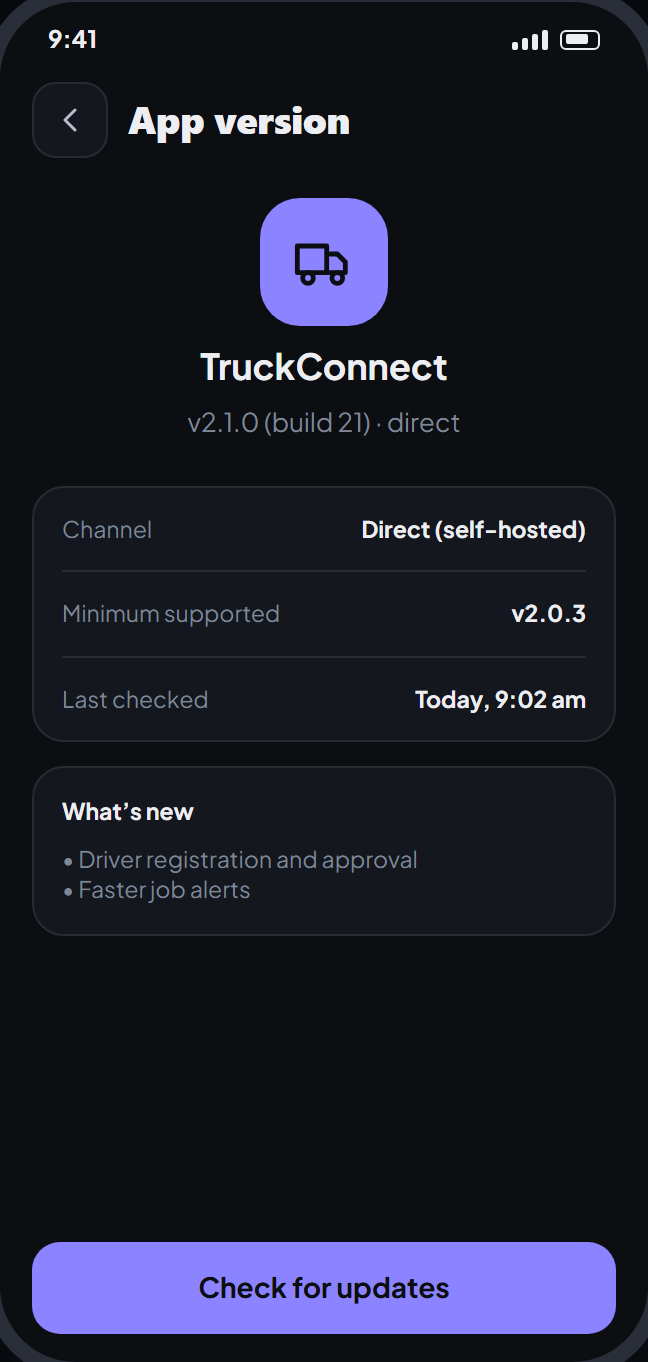 9:41
App version
TruckConnect
v2.1.0 (build 21) · direct
Channel
Direct (self-hosted)
Minimum supported
v2.0.3
Last checked
Today, 9:02 am
What’s new
• Driver registration and approval
• Faster job alerts
Check for updates